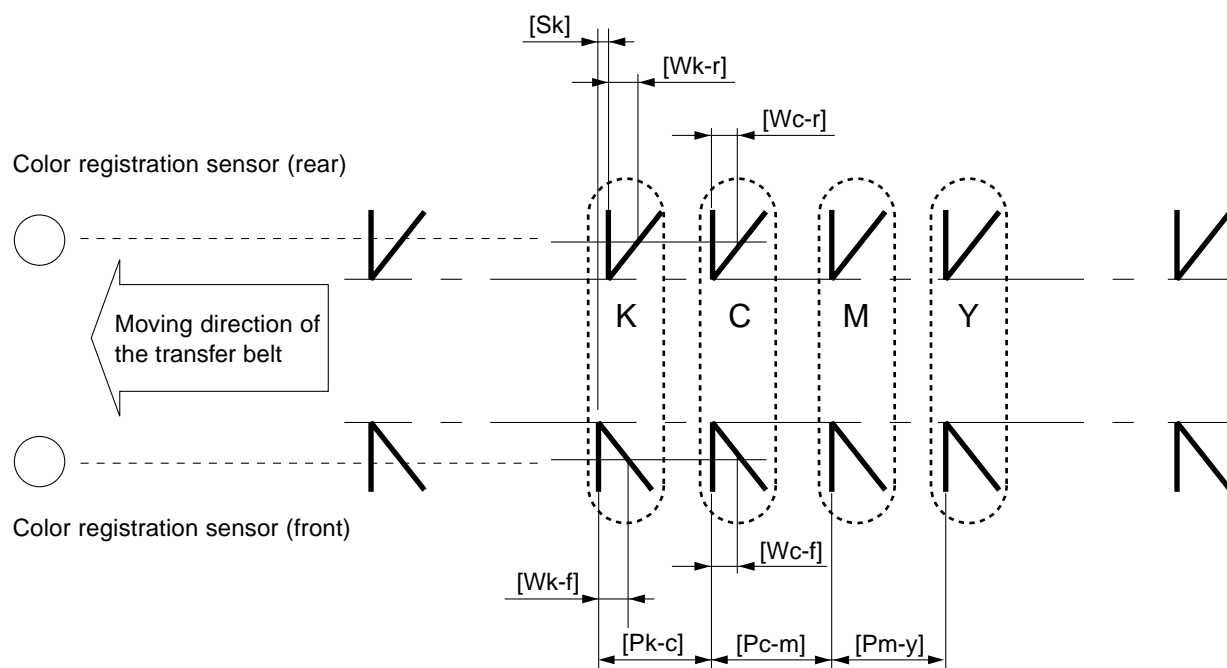 [Sk]
[Wk-r]
[Wc-r]
Color registration sensor (rear)
K
C
M
Y
Moving direction of
the transfer belt
Color registration sensor (front)
[Wc-f]
[Wk-f]
[Pk-c]
[Pc-m]
[Pm-y]